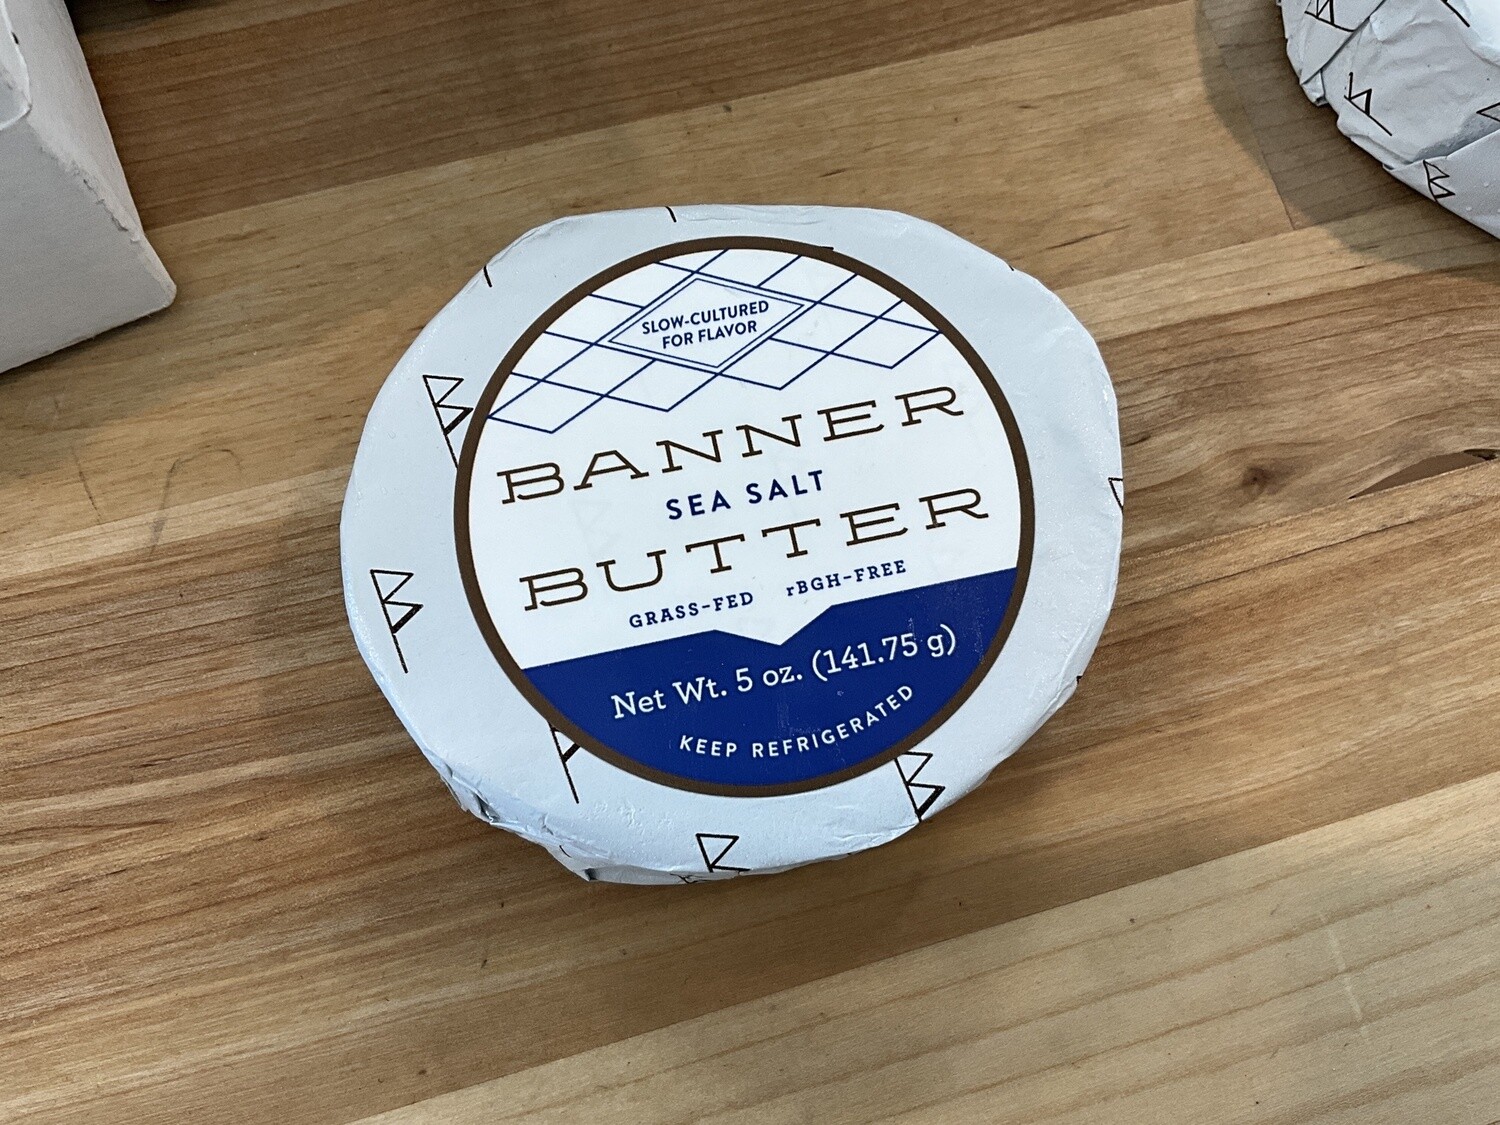 SLOW-CULTURED
FOR FLAVOR
BANNER
SEA SALT
BUTTER
GRASS-FED rBGH-FREE
Net Wt. 5 oz. (141.75 g)
KEEP REFRIGERATED